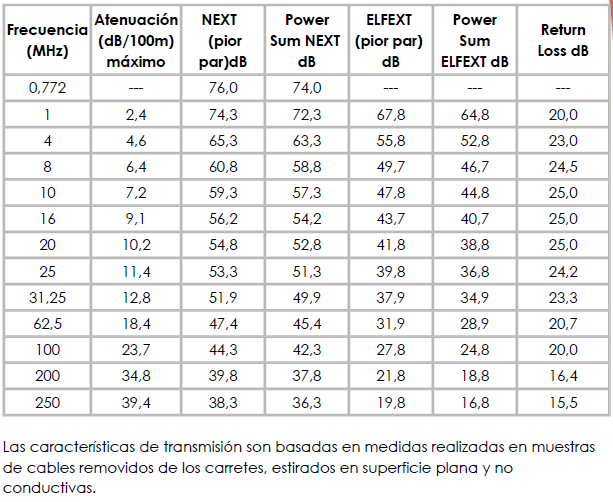 Frecuencia (MHz) Atenuación (dB/100m) máximo NEXT (pior par)dB Power Sum NEXT dB ELFEXT (pior par) dB Power Sum ELFEXT dB Return Loss dB
0,772 --- 76,0 74,0 --- --- ---
1 2,4 74,3 72,3 67,8 64,8 20,0
4 4,6 65,3 63,3 55,8 52,8 23,0
8 6,4 60,8 58,8 49,7 46,7 24,5
10 7,2 59,3 57,3 47,8 44,8 25,0
16 9,1 56,2 54,2 43,7 40,7 25,0
20 10,2 54,8 52,8 41,8 38,8 25,0
25 11,4 53,3 51,3 39,8 36,8 24,2
31,25 12,8 51,9 49,9 37,9 34,9 23,3
62,5 18,4 47,4 45,4 31,9 28,9 20,7
100 23,7 44,3 42,3 27,8 24,8 20,0
200 34,8 39,8 37,8 21,8 18,8 16,4
250 39,4 38,3 36,3 19,8 16,8 15,5
Las características de transmisión son basadas en medidas realizadas en muestras
de cables removidos de los carretes, estirados en superficie plana y no
conductivas.